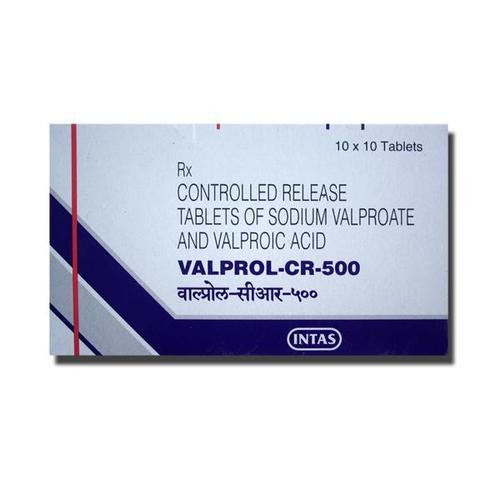 10 x 10 Tablets
Rx
CONTROLLED RELEASE
TABLETS OF SODIUM VALPROATE
AND VALPROIC ACID
VALPROL-CR-500
वाल्प्रोल-सीआर-५००
INTAS